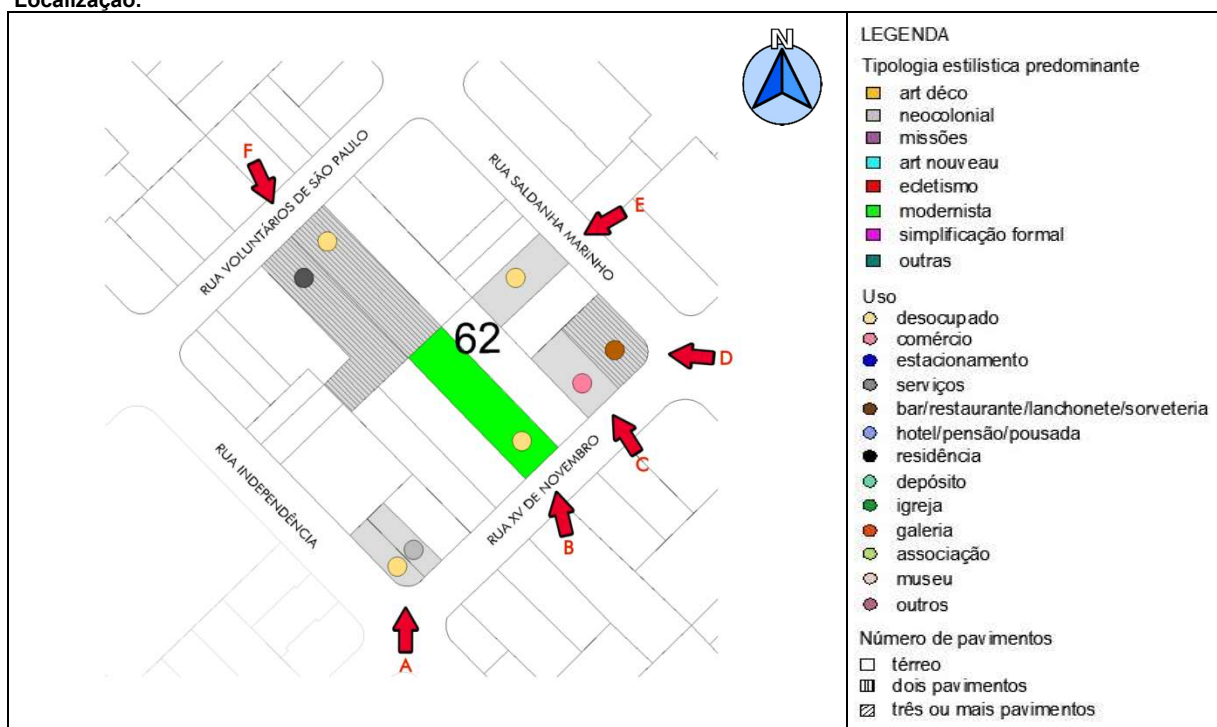 Localização:
N
F
RUA VOLUNTÁRIOS DE SÃO PAULO
RUA SALDANHA MARINHO
E
62
D
C
RUA INDEPENDÊNCIA
RUA XV DE NOVEMBRO
B
A
LEGENDA
Tipologia estilística predominante
art déco
neocolonial
missões
art nouveau
ecletismo
modernista
simplificação formal
outras
Uso
desocupado
comércio
estacionamento
serviços
bar/restaurante/lanchonete/sorveteria
hotel/pensão/pousada
residência
depósito
igreja
galeria
associação
museu
outros
Número de pavimentos
térreo
dois pavimentos
três ou mais pavimentos